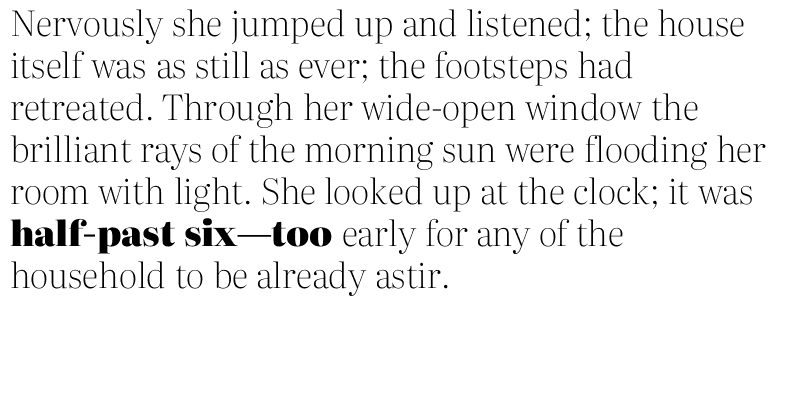 Nervously she jumped up and listened; the house
itself was as still as ever; the footsteps had
retreated. Through her wide-open window the
brilliant rays of the morning sun were flooding her
room with light. She looked up at the clock; it was
half-past six—too early for any of the
household to be already astir.